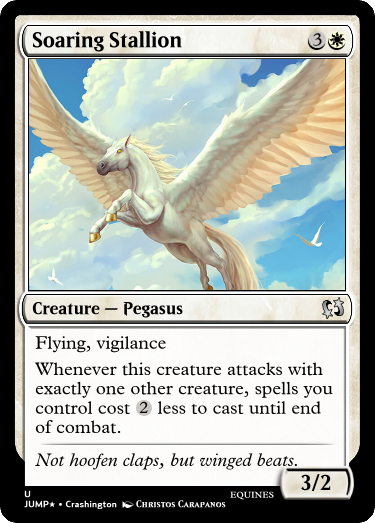 Soaring Stallion 3
Creature — Pegasus
Flying, vigilance
Whenever this creature attacks with
exactly one other creature, spells you
control cost 2 less to cast until end
of combat.
Not hoofen claps, but winged beats.
3/2
U EQUINES
JUMP★ • Crashington CHRISTOS CARAPANOS